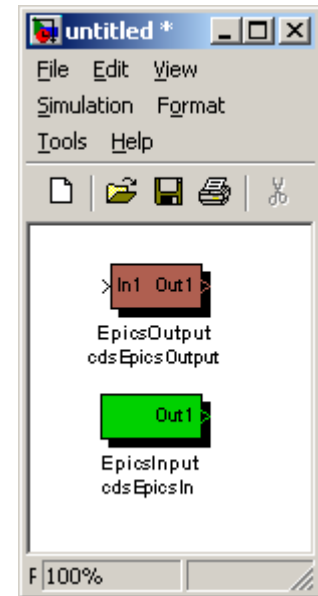 untitled *
File Edit View
Simulation Format
Tools Help
In1 Out1
EpicsOutput
cdsEpicsOutput
Out1
EpicsInput
cdsEpicsIn
F 100%